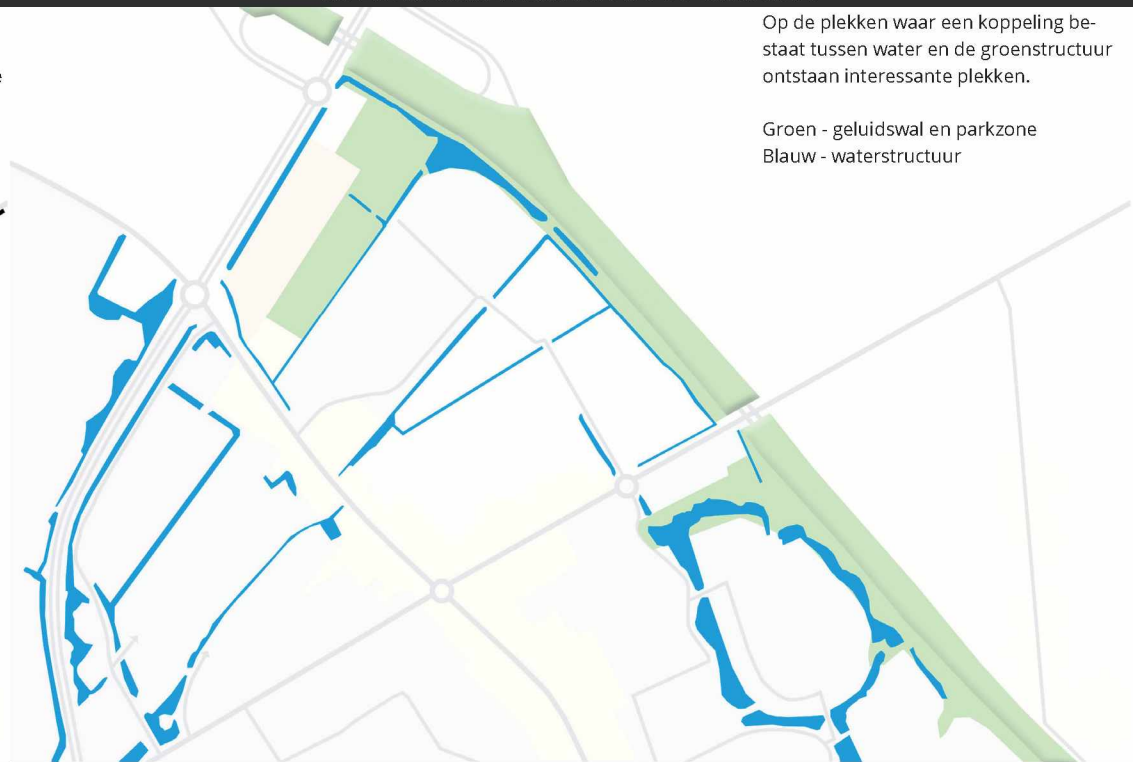 Op de plekken waar een koppeling be-
staat tussen water en de groenstructuur
ontstaan interessante plekken.
Groen - geluidswal en parkzone
Blauw - waterstructuur